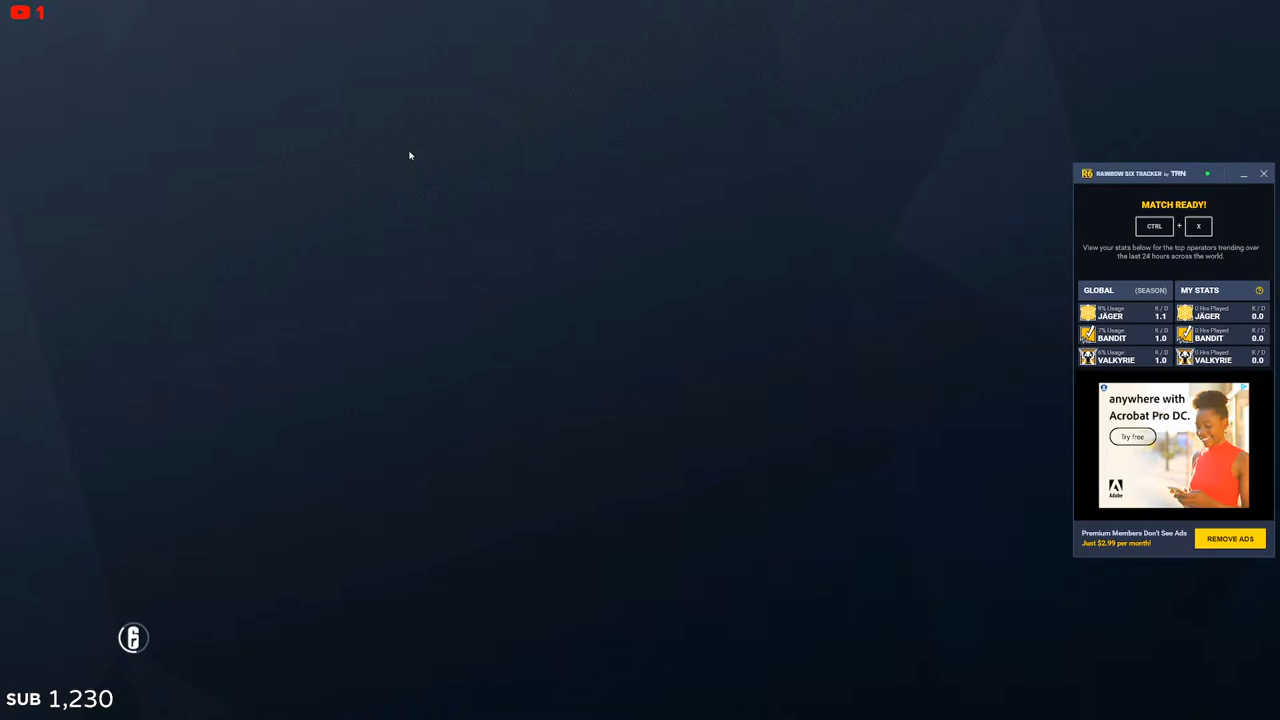 1
R6 RAINBOW SIX TRACKER by TRN
MATCH READY!
CTRL + X
View your stats below for the top operators trending over
the last 24 hours across the world.
GLOBAL (SEASON) MY STATS ?
9% Usage K / D 0 Hrs Played K / D
JÄGER 1.1 JÄGER 0.0
7% Usage K / D 0 Hrs Played K / D
BANDIT 1.0 BANDIT 0.0
6% Usage K / D 0 Hrs Played K / D
VALKYRIE 1.0 VALKYRIE 0.0
anywhere with
Acrobat Pro DC.
Try free
Adobe
Premium Members Don't See Ads
Just $2.99 per month!
REMOVE ADS
6
SUB 1,230